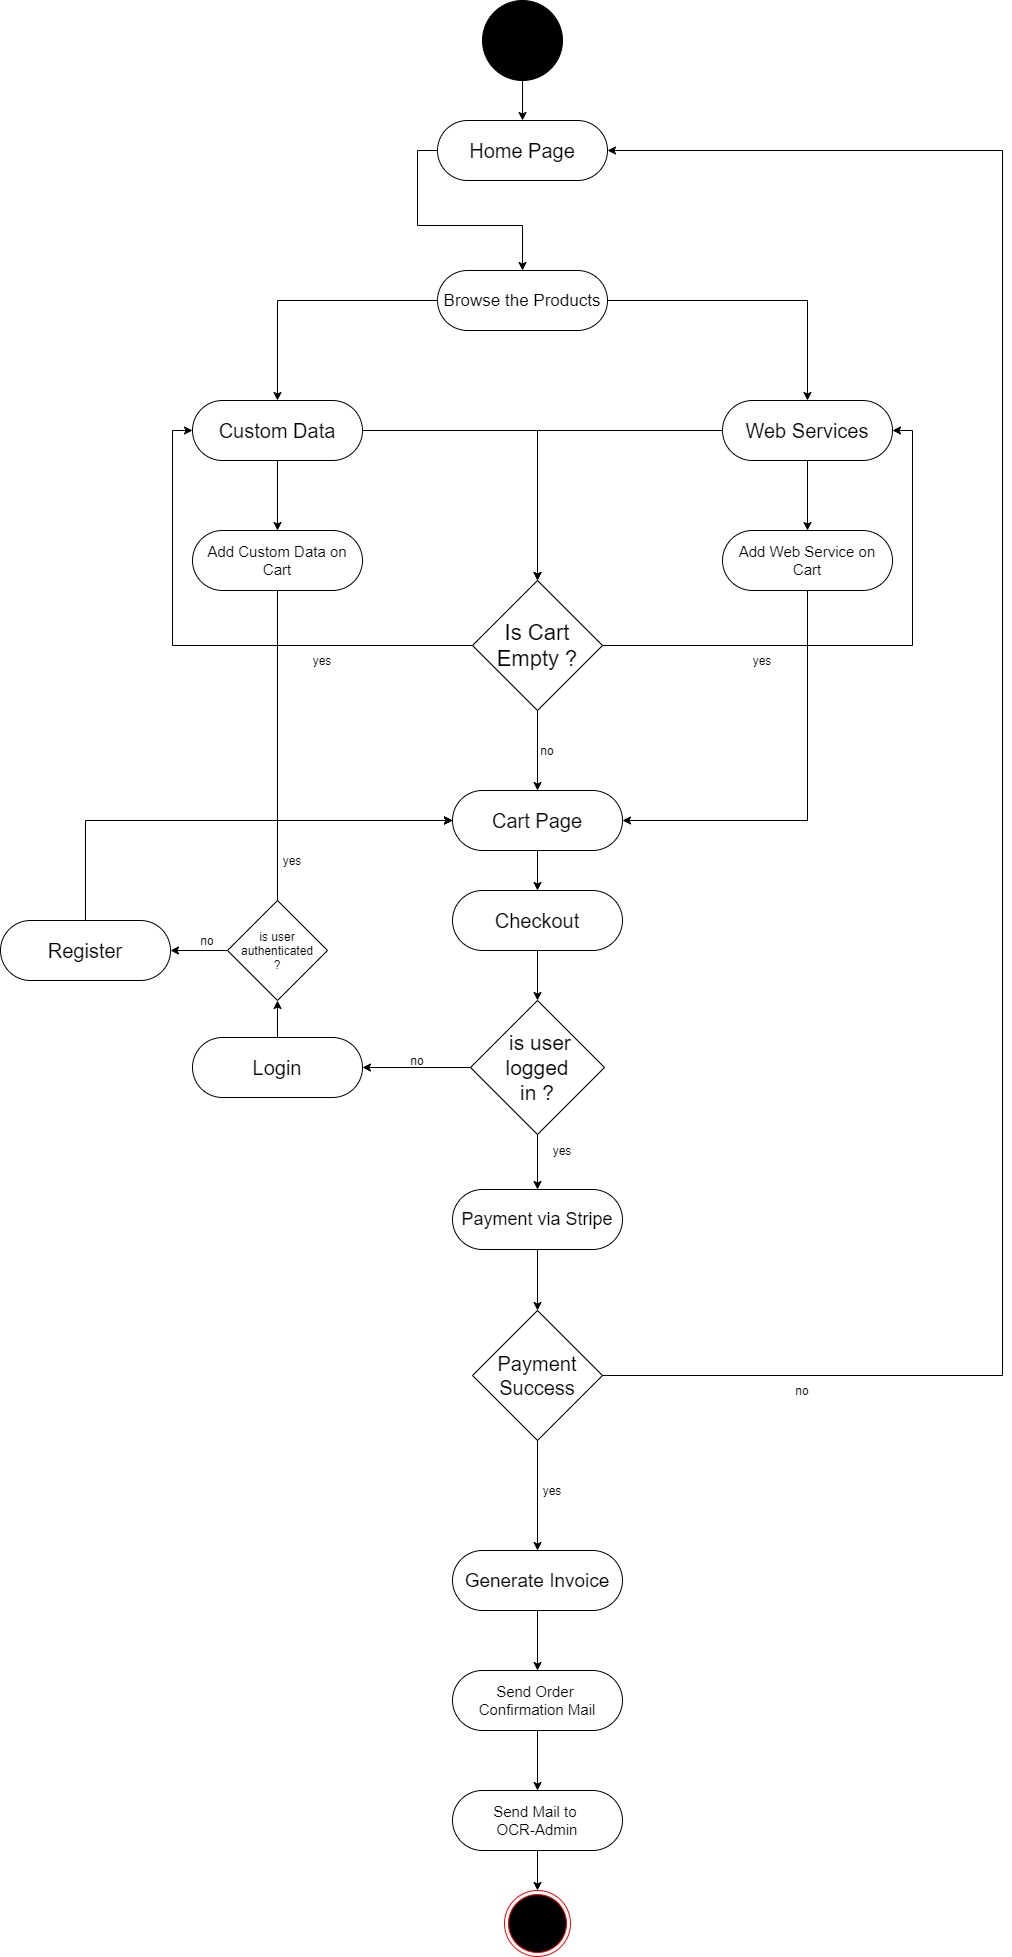 Home Page
Browse the Products
Custom Data
Web Services
Add Custom Data on
Cart
Add Web Service on
Cart
Is Cart
Empty ?
yes
yes
no
Cart Page
yes
Checkout
is user
authenticated
?
no
Register
is user
logged
in ?
no
Login
yes
Payment via Stripe
Payment
Success
no
yes
Generate Invoice
Send Order
Confirmation Mail
Send Mail to
OCR-Admin